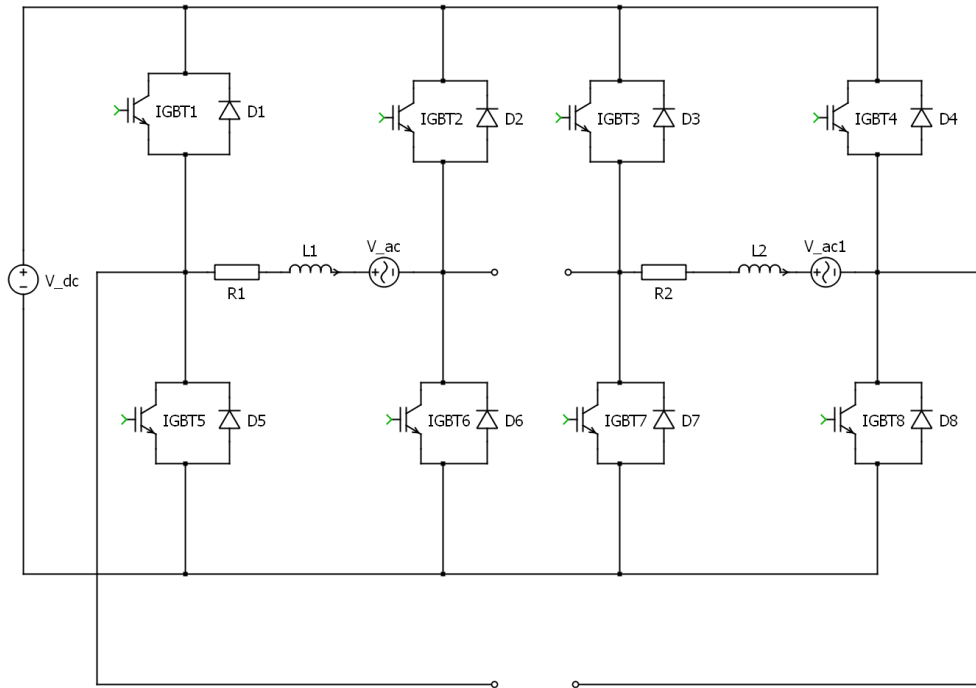 IGBT1 D1
IGBT2 D2
IGBT3 D3
IGBT4 D4
V_dc
R1
L1
V_ac
R2
L2
V_ac1
IGBT5 D5
IGBT6 D6
IGBT7 D7
IGBT8 D8